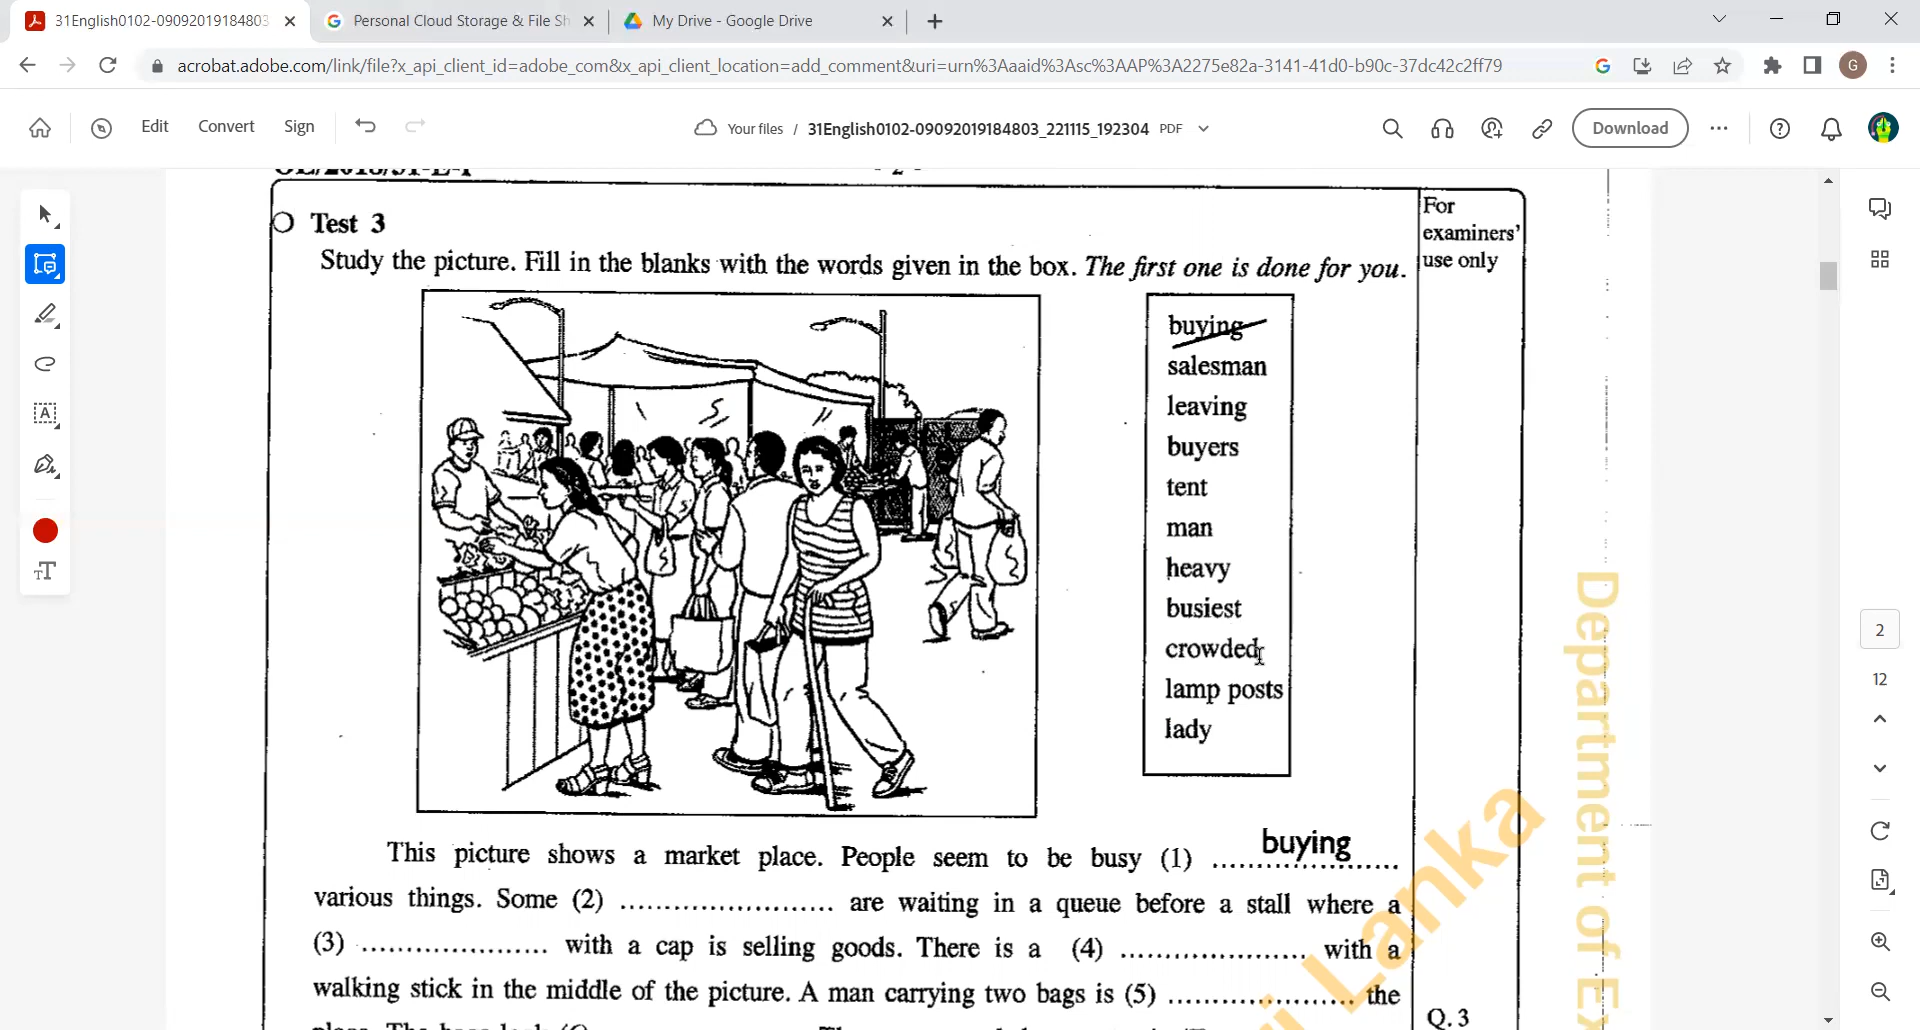 31English0102-09092019184803
Personal Cloud Storage & File Sh
My Drive - Google Drive
acrobat.adobe.com/link/file?x_api_client_id=adobe_com&x_api_client_location=add_comment&uri=urn%3Aaaid%3Asc%3AAP%3A2275e82a-3141-41d0-b90c-37dc42c2ff79
G
Edit Convert Sign
Your files / 31English0102-09092019184803_221115_192304 PDF
Download
- 2 -
Test 3
For
examiners'
use only
Study the picture. Fill in the blanks with the words given in the box. The first one is done for you.
buying
salesman
leaving
buyers
tent
man
heavy
busiest
crowded
lamp posts
lady
2
12
This picture shows a market place. People seem to be busy (1) buying
various things. Some (2) ........................ are waiting in a queue before a stall where a
(3) ..................... with a cap is selling goods. There is a (4) ..................... with a
walking stick in the middle of the picture. A man carrying two bags is (5) ..................... the
Q.3
Department of Ex
ri Lanka